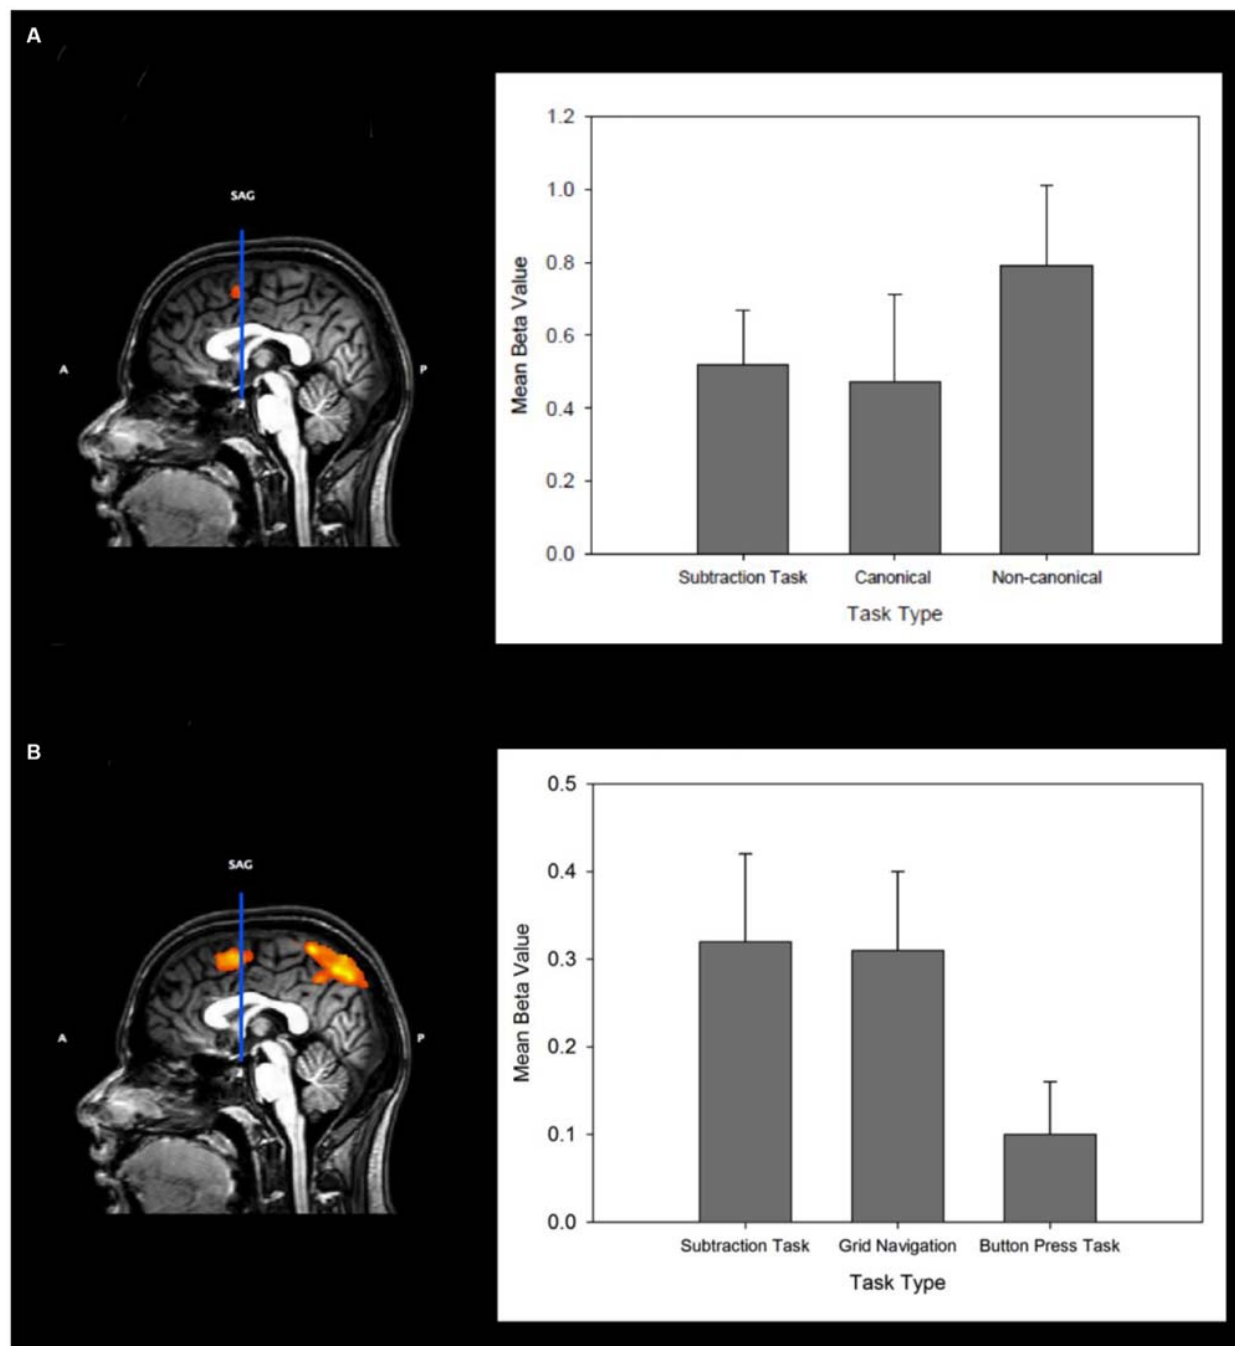 A
SAG
A
P
1.2
1.0
0.8
0.6
0.4
0.2
0.0
Mean Beta Value
Subtraction Task
Canonical
Non-canonical
Task Type
B
SAG
A
P
0.5
0.4
0.3
0.2
0.1
0.0
Mean Beta Value
Subtraction Task
Grid Navigation
Button Press Task
Task Type